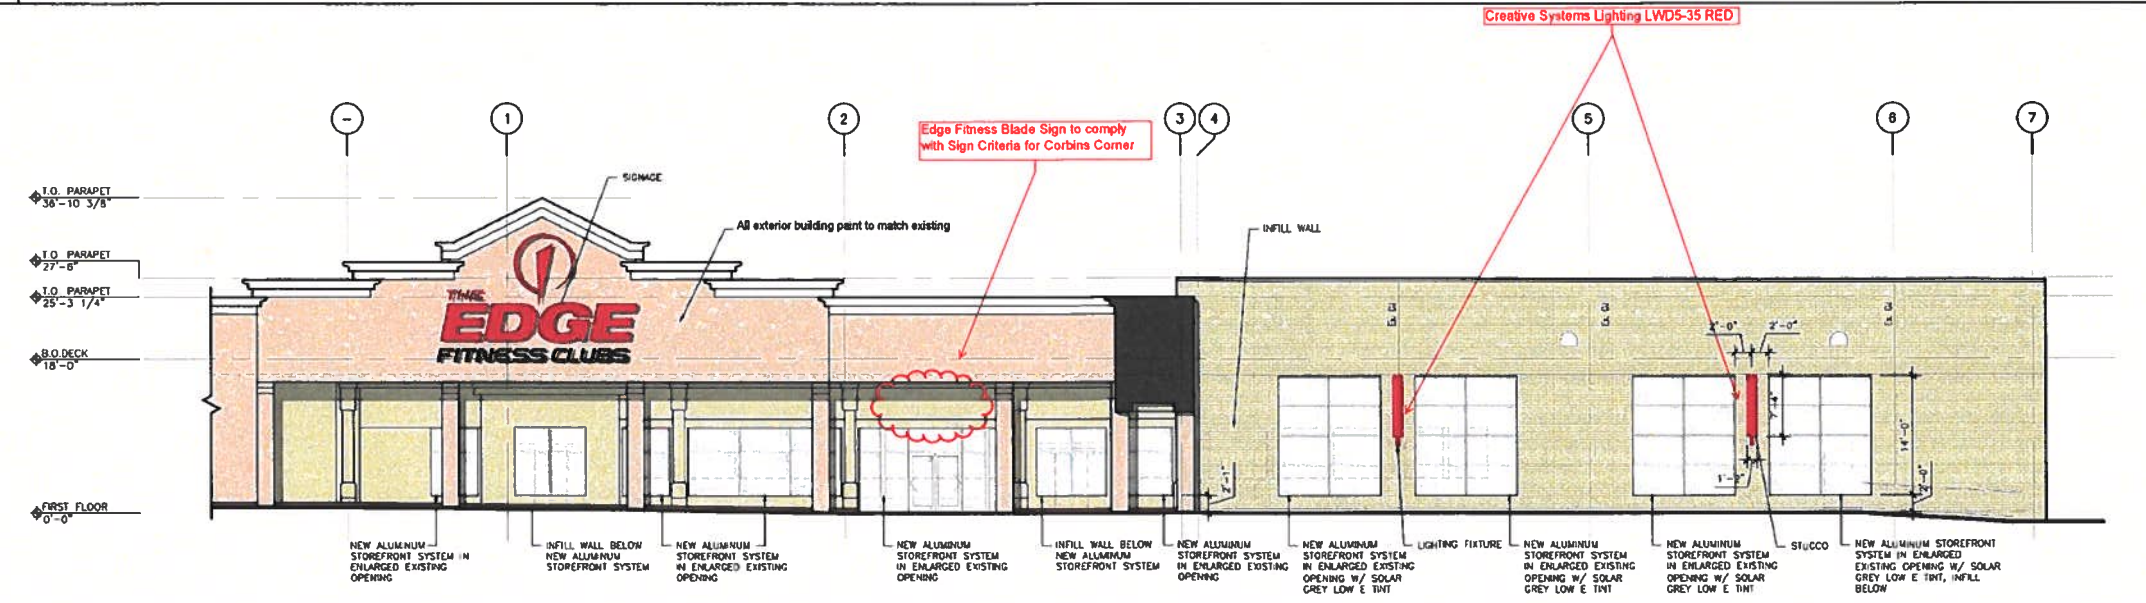 Creative Systems Lighting LWD5-35 RED
-
1
2
3
4
5
6
7
Edge Fitness Blade Sign to comply
with Sign Criteria for Corbins Corner
SIGNAGE
T.O. PARAPET
36'-10 3/8"
All exterior building paint to match existing
INFILL WALL
T.O. PARAPET
27'-6"
T.O. PARAPET
25'-3 1/4"
THE
EDGE
FITNESS CLUBS
2'-0"
2'-0"
B.O.DECK
18'-0"
14'-0"
2'-1"
1'-2"
2'-0"
FIRST FLOOR
0'-0"
NEW ALUMINUM
STOREFRONT SYSTEM IN
ENLARGED EXISTING
OPENING
INFILL WALL BELOW
NEW ALUMINUM
STOREFRONT SYSTEM
NEW ALUMINUM
STOREFRONT SYSTEM
IN ENLARGED EXISTING
OPENING
NEW ALUMINUM
STOREFRONT SYSTEM
IN ENLARGED EXISTING
OPENING
INFILL WALL BELOW
NEW ALUMINUM
STOREFRONT SYSTEM
NEW ALUMINUM
STOREFRONT SYSTEM
IN ENLARGED EXISTING
OPENING
NEW ALUMINUM
STOREFRONT SYSTEM
IN ENLARGED EXISTING
OPENING W/ SOLAR
GREY LOW E TINT
LIGHTING FIXTURE
NEW ALUMINUM
STOREFRONT SYSTEM
IN ENLARGED EXISTING
OPENING W/ SOLAR
GREY LOW E TINT
NEW ALUMINUM
STOREFRONT SYSTEM
IN ENLARGED EXISTING
OPENING W/ SOLAR
GREY LOW E TINT
STUCCO
NEW ALUMINUM STOREFRONT
SYSTEM IN ENLARGED
EXISTING OPENING W/ SOLAR
GREY LOW E TINT, INFILL
BELOW